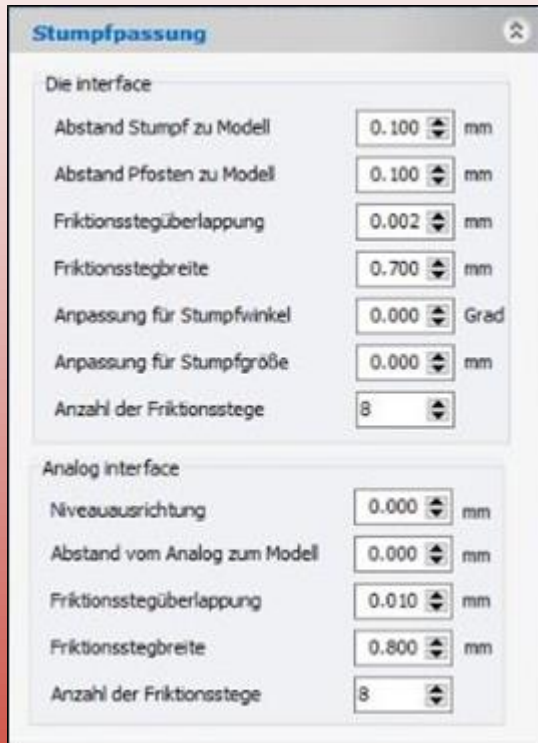 Stumpfpassung
Die interface
Abstand Stumpf zu Modell 0.100 mm
Abstand Pfosten zu Modell 0.100 mm
Friktionsstegüberlappung 0.002 mm
Friktionsstegbreite 0.700 mm
Anpassung für Stumpfwinkel 0.000 Grad
Anpassung für Stumpfgröße 0.000 mm
Anzahl der Friktionsstege 8
Analog interface
Niveauausrichtung 0.000 mm
Abstand vom Analog zum Modell 0.000 mm
Friktionsstegüberlappung 0.010 mm
Friktionsstegbreite 0.800 mm
Anzahl der Friktionsstege 8